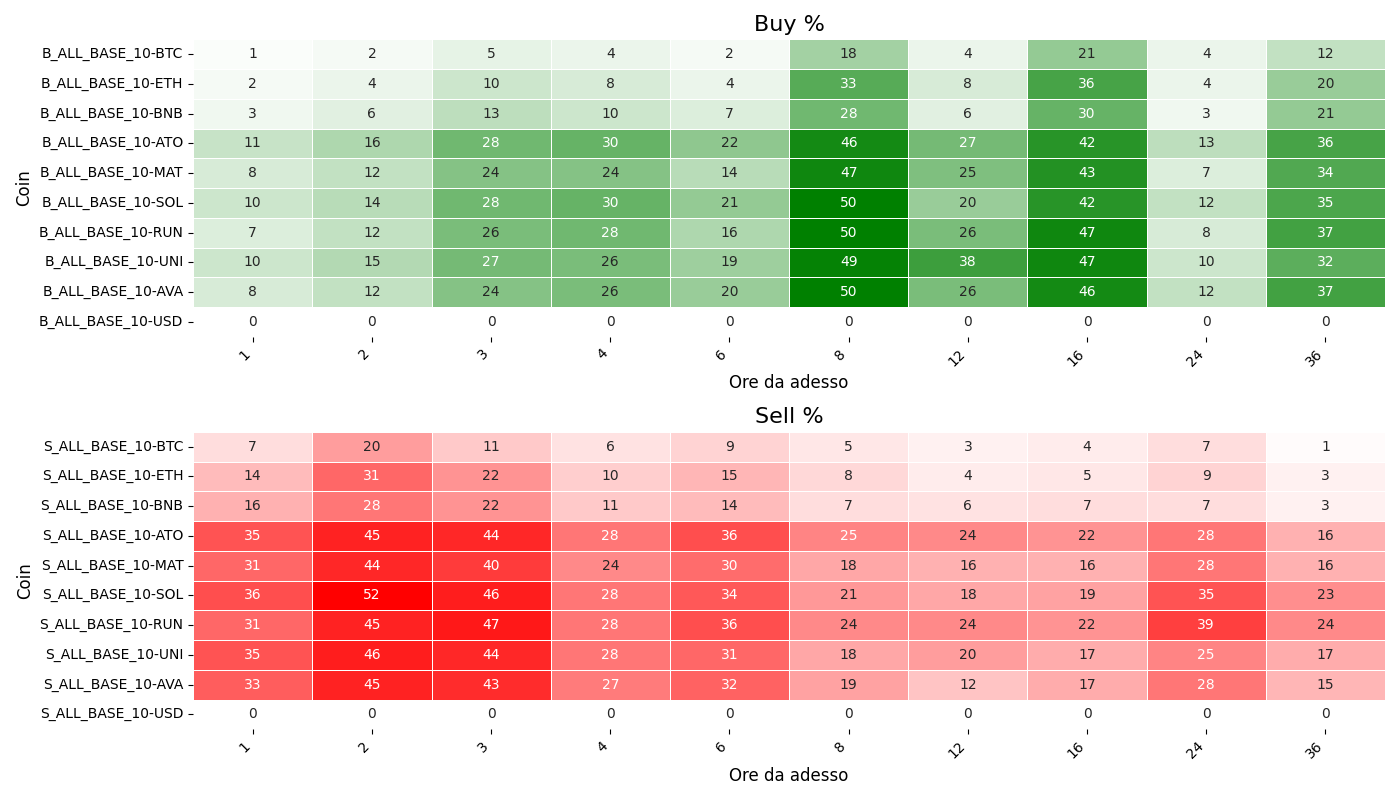 Buy %
Coin
B_ALL_BASE_10-BTC 1 2 5 4 2 18 4 21 4 12
B_ALL_BASE_10-ETH 2 4 10 8 4 33 8 36 4 20
B_ALL_BASE_10-BNB 3 6 13 10 7 28 6 30 3 21
B_ALL_BASE_10-ATO 11 16 28 30 22 46 27 42 13 36
B_ALL_BASE_10-MAT 8 12 24 24 14 47 25 43 7 34
B_ALL_BASE_10-SOL 10 14 28 30 21 50 20 42 12 35
B_ALL_BASE_10-RUN 7 12 26 28 16 50 26 47 8 37
B_ALL_BASE_10-UNI 10 15 27 26 19 49 38 47 10 32
B_ALL_BASE_10-AVA 8 12 24 26 20 50 26 46 12 37
B_ALL_BASE_10-USD 0 0 0 0 0 0 0 0 0 0
1 2 3 4 6 8 12 16 24 36
Ore da adesso
Sell %
Coin
S_ALL_BASE_10-BTC 7 20 11 6 9 5 3 4 7 1
S_ALL_BASE_10-ETH 14 31 22 10 15 8 4 5 9 3
S_ALL_BASE_10-BNB 16 28 22 11 14 7 6 7 7 3
S_ALL_BASE_10-ATO 35 45 44 28 36 25 24 22 28 16
S_ALL_BASE_10-MAT 31 44 40 24 30 18 16 16 28 16
S_ALL_BASE_10-SOL 36 52 46 28 34 21 18 19 35 23
S_ALL_BASE_10-RUN 31 45 47 28 36 24 24 22 39 24
S_ALL_BASE_10-UNI 35 46 44 28 31 18 20 17 25 17
S_ALL_BASE_10-AVA 33 45 43 27 32 19 12 17 28 15
S_ALL_BASE_10-USD 0 0 0 0 0 0 0 0 0 0
1 2 3 4 6 8 12 16 24 36
Ore da adesso